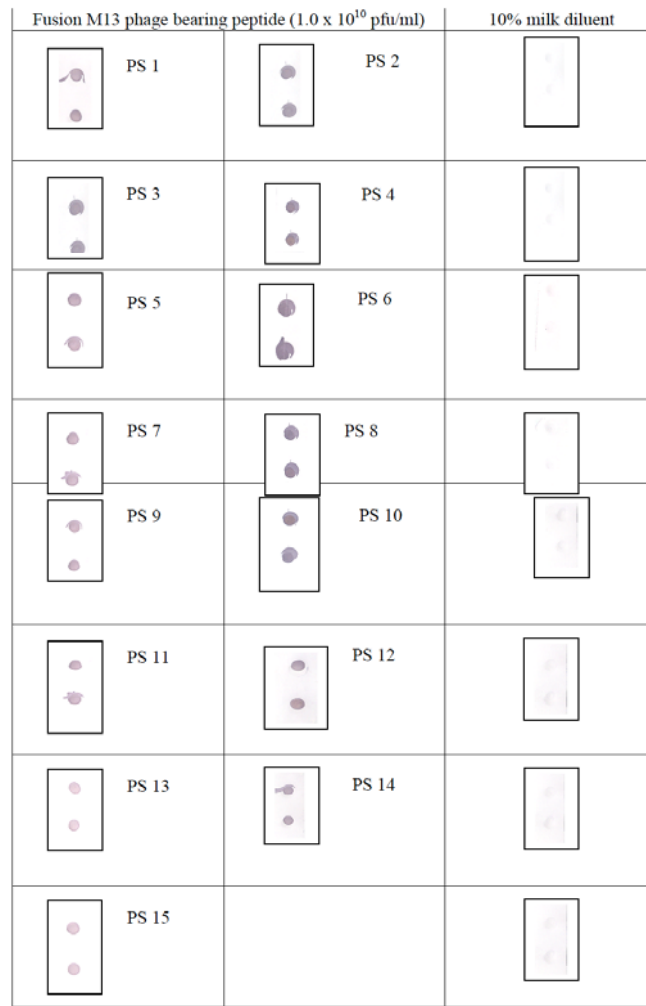 Fusion M13 phage bearing peptide (1.0 x 10¹⁰ pfu/ml) 10% milk diluent
PS 1 PS 2
PS 3 PS 4
PS 5 PS 6
PS 7 PS 8
PS 9 PS 10
PS 11 PS 12
PS 13 PS 14
PS 15